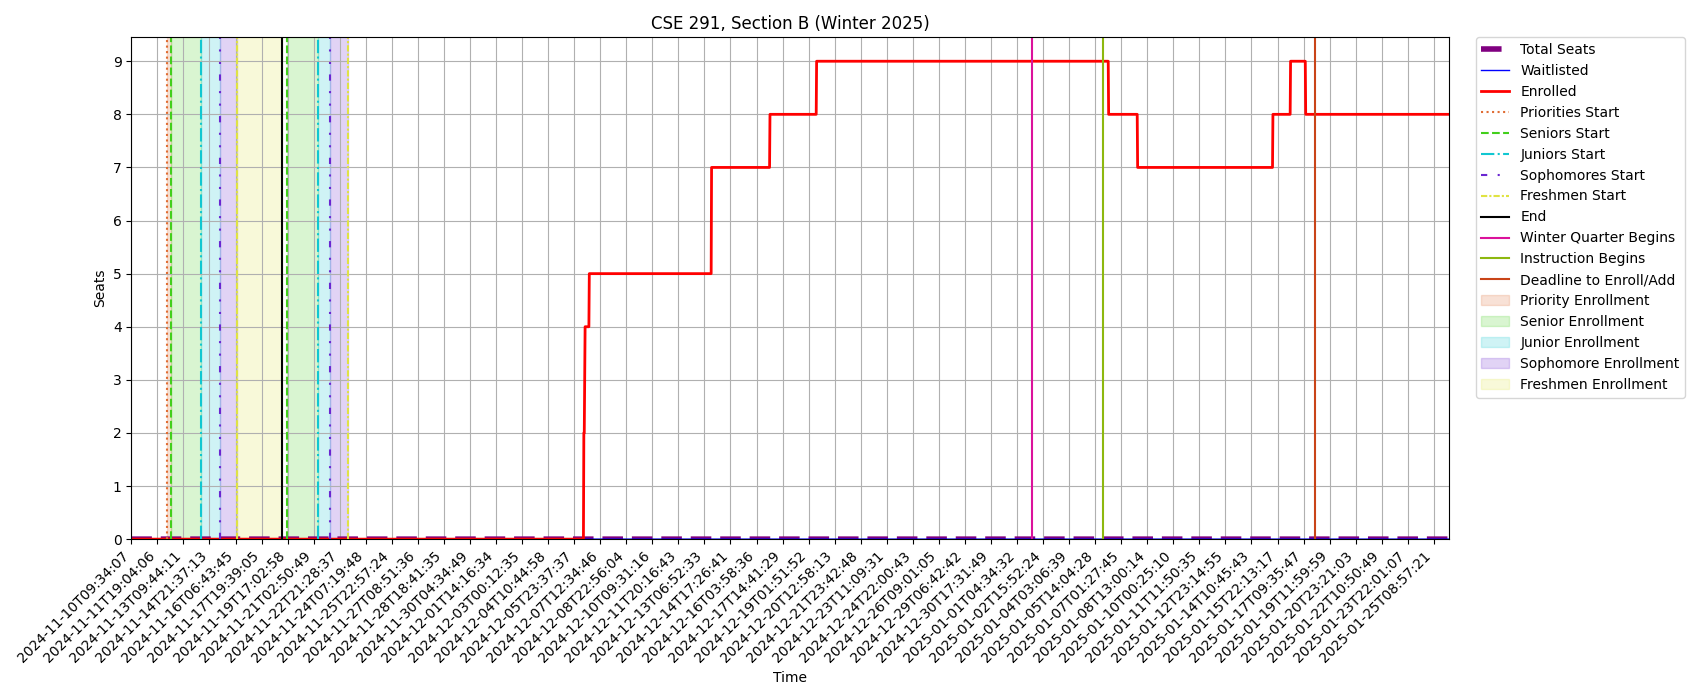 CSE 291, Section B (Winter 2025)
Seats
9
8
7
6
5
4
3
2
1
0
2024-11-10T09:34:07
2024-11-11T19:04:06
2024-11-13T09:44:11
2024-11-14T21:37:13
2024-11-16T06:43:45
2024-11-17T19:39:05
2024-11-19T17:02:58
2024-11-21T02:50:49
2024-11-22T21:28:37
2024-11-24T07:19:48
2024-11-25T22:57:24
2024-11-27T08:51:36
2024-11-28T18:41:35
2024-11-30T04:34:49
2024-12-01T14:16:34
2024-12-03T00:12:35
2024-12-04T10:44:58
2024-12-05T23:37:37
2024-12-07T12:34:46
2024-12-08T22:56:04
2024-12-10T09:31:16
2024-12-11T20:16:43
2024-12-13T06:52:33
2024-12-14T17:26:41
2024-12-16T03:58:36
2024-12-17T14:41:29
2024-12-19T01:51:52
2024-12-20T12:58:13
2024-12-21T23:42:48
2024-12-23T11:09:31
2024-12-24T22:00:43
2024-12-26T09:01:05
2024-12-29T06:42:42
2024-12-30T17:31:49
2025-01-01T04:34:32
2025-01-02T15:52:24
2025-01-04T03:06:39
2025-01-05T14:04:28
2025-01-07T01:27:45
2025-01-08T13:00:14
2025-01-10T00:25:10
2025-01-11T11:50:35
2025-01-12T23:14:55
2025-01-14T10:45:43
2025-01-15T22:13:17
2025-01-17T09:35:47
2025-01-19T11:59:59
2025-01-20T23:21:03
2025-01-22T10:50:49
2025-01-23T22:01:07
2025-01-25T08:57:21
Time
Total Seats
Waitlisted
Enrolled
Priorities Start
Seniors Start
Juniors Start
Sophomores Start
Freshmen Start
End
Winter Quarter Begins
Instruction Begins
Deadline to Enroll/Add
Priority Enrollment
Senior Enrollment
Junior Enrollment
Sophomore Enrollment
Freshmen Enrollment